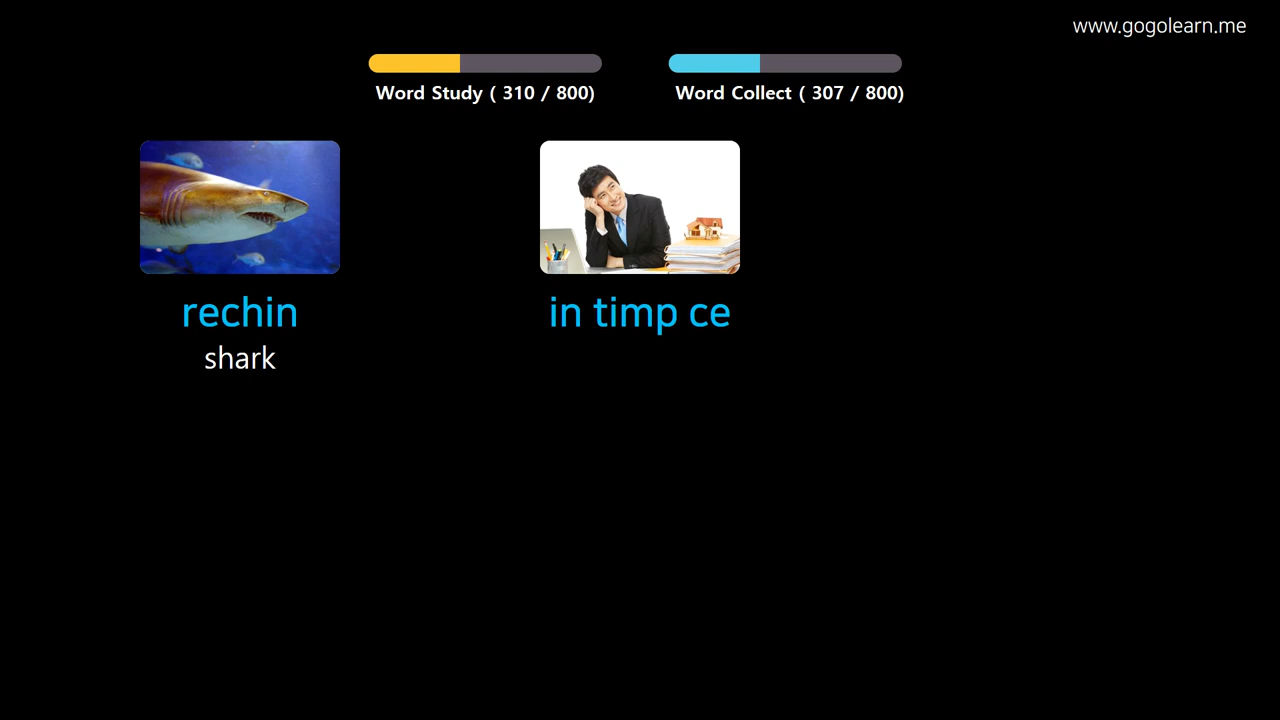 www.gogolearn.me
Word Study ( 310 / 800)
Word Collect ( 307 / 800)
rechin
shark
in timp ce